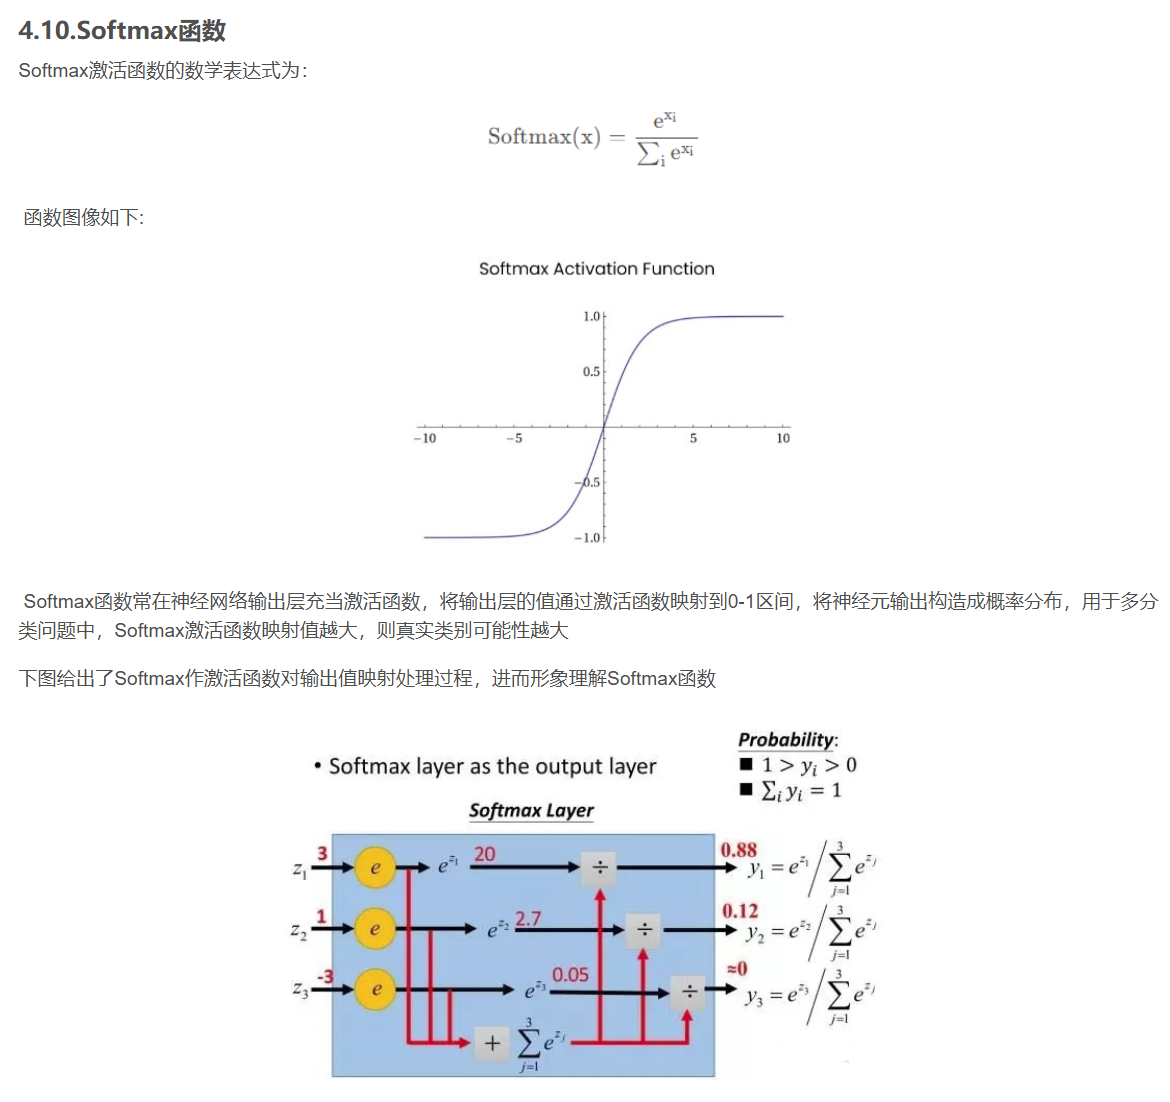 4.10.Softmax函数
Softmax激活函数的数学表达式为：
Softmax(x) = e^{x_i} / ∑_i e^{x_i}
函数图像如下:
Softmax Activation Function
1.0
0.5
−10 −5 5 10
−0.5
−1.0
Softmax函数常在神经网络输出层充当激活函数，将输出层的值通过激活函数映射到0-1区间，将神经元输出构造成概率分布，用于多分
类问题中，Softmax激活函数映射值越大，则真实类别可能性越大
下图给出了Softmax作激活函数对输出值映射处理过程，进而形象理解Softmax函数
Probability:
■ 1 > y_i > 0
■ ∑_i y_i = 1
• Softmax layer as the output layer
Softmax Layer
z_1 3 e e^{z_1} 20 ÷ 0.88 y_1 = e^{z_1} / ∑_{j=1}^{3} e^{z_j}
z_2 1 e e^{z_2} 2.7 ÷ 0.12 y_2 = e^{z_2} / ∑_{j=1}^{3} e^{z_j}
z_3 -3 e e^{z_3} 0.05 ÷ ≈0 y_3 = e^{z_3} / ∑_{j=1}^{3} e^{z_j}
+ ∑_{j=1}^{3} e^{z_j}